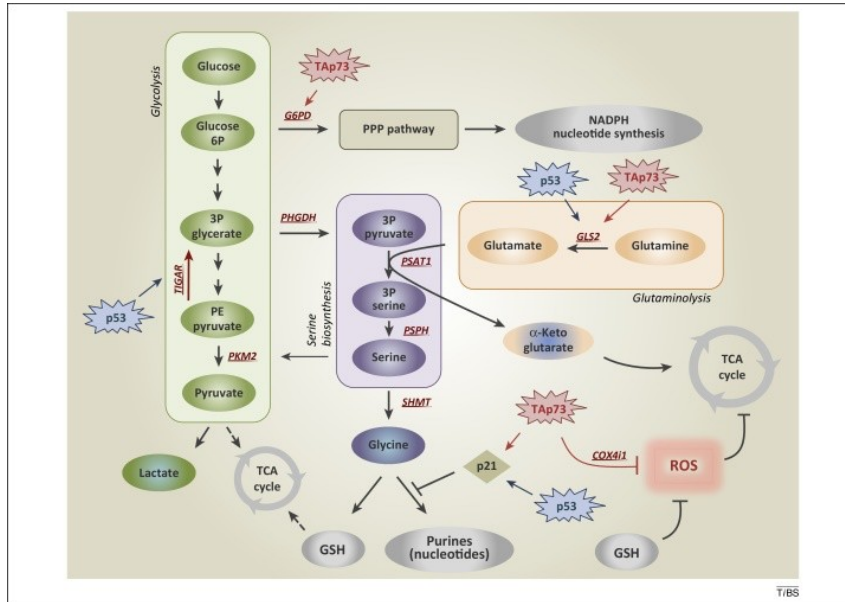 Glycolysis
Glucose
TAp73
G6PD
Glucose
6P
PPP pathway
NADPH
nucleotide synthesis
p53
TAp73
3P
glycerate
PHGDH
3P
pyruvate
Glutamate
GLS2
Glutamine
PSAT1
TIGAR
Glutaminolysis
p53
3P
serine
PE
pyruvate
Serine
biosynthesis
PSPH
α-Keto
glutarate
PKM2
Serine
TCA
cycle
Pyruvate
SHMT
TAp73
Glycine
COX4i1
Lactate
TCA
cycle
p21
ROS
p53
GSH
Purines
(nucleotides)
GSH
TiBS